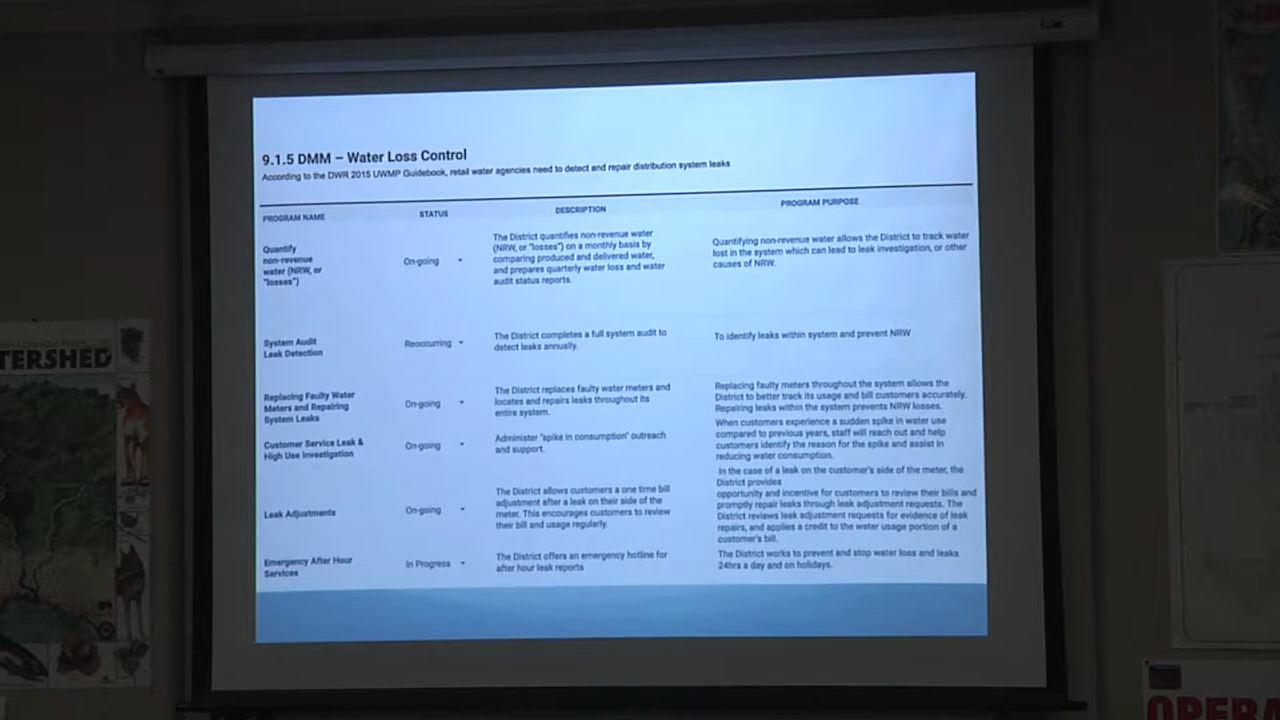 9.1.5 DMM – Water Loss Control
According to the DWR 2015 UWMP Guidebook, retail water agencies need to detect and repair distribution system leaks
PROGRAM NAME
STATUS
DESCRIPTION
PROGRAM PURPOSE
Quantify
non-revenue
water (NRW, or
"losses")
On-going
The District quantifies non-revenue water
(NRW, or "losses") on a monthly basis by
comparing produced and delivered water,
and prepares quarterly water loss and water
audit status reports.
Quantifying non-revenue water allows the District to track water
lost in the system which can lead to leak investigation, or other
causes of NRW.
System Audit
Leak Detection
Reoccurring
The District completes a full system audit to
detect leaks annually.
To identify leaks within system and prevent NRW
Replacing Faulty Water
Meters and Repairing
System Leaks
On-going
The District replaces faulty water meters and
locates and repairs leaks throughout its
entire system.
Replacing faulty meters throughout the system allows the
District to better track its usage and bill customers accurately.
Repairing leaks within the system prevents NRW losses.
Customer Service Leak &
High Use Investigation
On-going
Administer "spike in consumption" outreach
and support.
When customers experience a sudden spike in water use
compared to previous years, staff will reach out and help
customers identify the reason for the spike and assist in
reducing water consumption.
Leak Adjustments
On-going
The District allows customers a one time bill
adjustment after a leak on their side of the
meter. This encourages customers to review
their bill and usage regularly.
In the case of a leak on the customer's side of the meter, the
District provides
opportunity and incentive for customers to review their bills and
promptly repair leaks through leak adjustment requests. The
District reviews leak adjustment requests for evidence of leak
repairs, and applies a credit to the water usage portion of a
customer's bill.
Emergency After Hour
Services
In Progress
The District offers an emergency hotline for
after hour leak reports
The District works to prevent and stop water loss and leaks
24hrs a day and on holidays.
TERSHED
OPERA